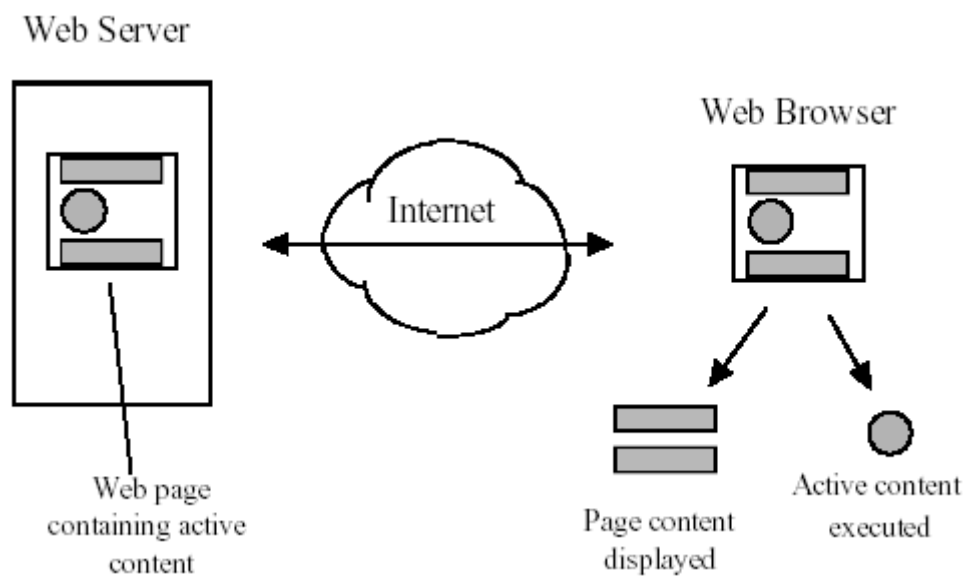 Web Server
Web Browser
Internet
Web page
containing active
content
Page content
displayed
Active content
executed